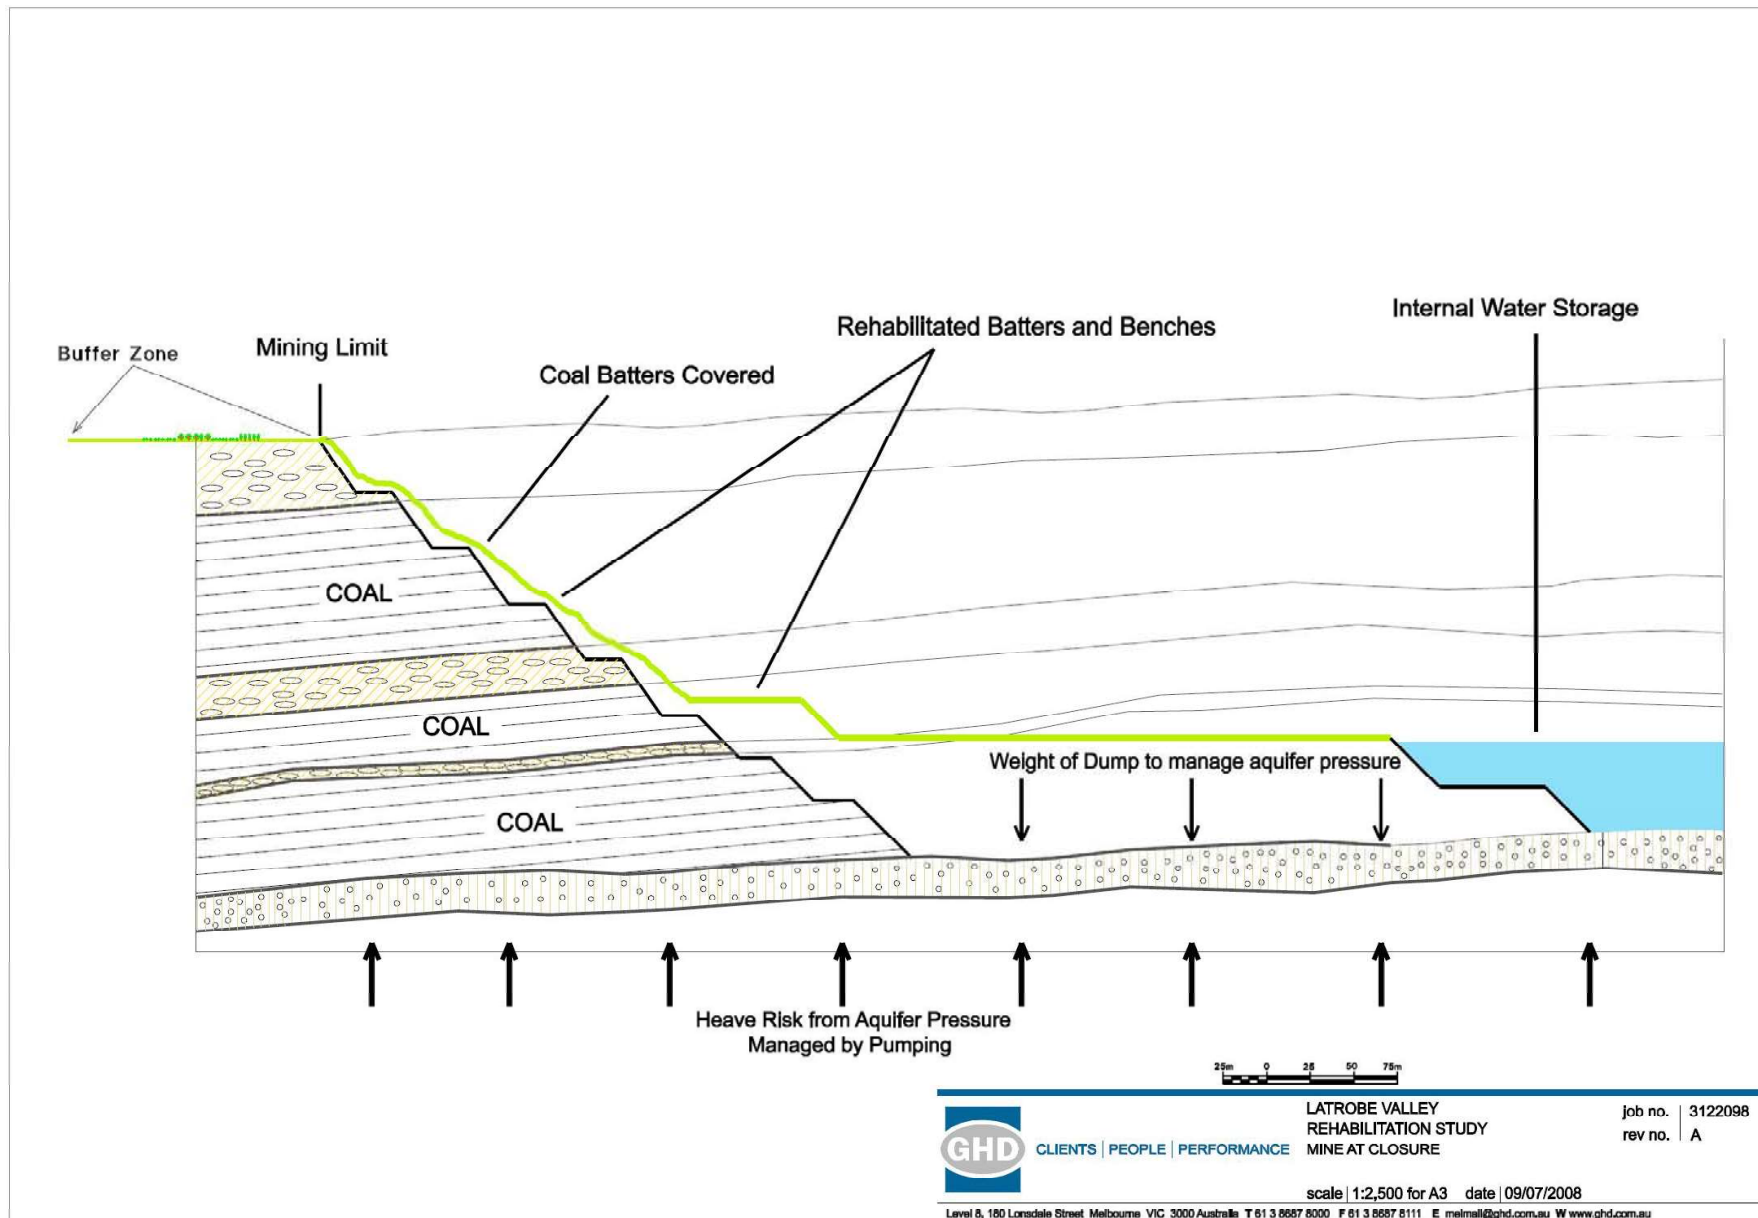 Internal Water Storage
Rehabilitated Batters and Benches
Buffer Zone
Mining Limit
Coal Batters Covered
COAL
COAL
Weight of Dump to manage aquifer pressure
COAL
Heave Risk from Aquifer Pressure
Managed by Pumping
25m 0 25 50 75m
GHD
CLIENTS | PEOPLE | PERFORMANCE
LATROBE VALLEY
REHABILITATION STUDY
MINE AT CLOSURE
job no. | 3122098
rev no. | A
scale | 1:2,500 for A3 date | 09/07/2008
Level 8, 180 Lonsdale Street Melbourne VIC 3000 Australia T 61 3 8687 8000 F 61 3 8687 8111 E melmail@ghd.com.au W www.ghd.com.au